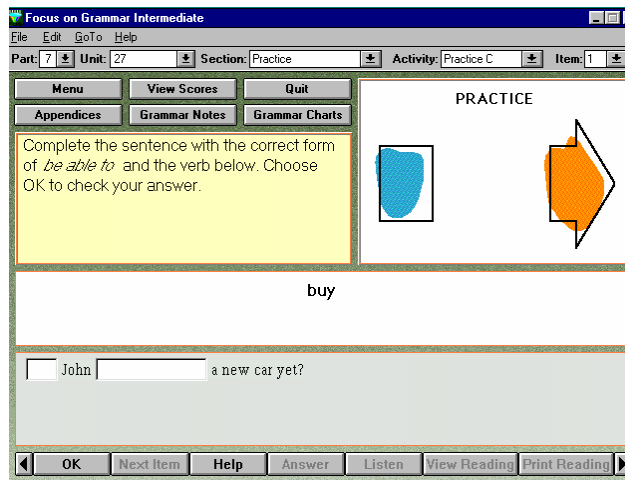 Focus on Grammar Intermediate
File Edit GoTo Help
Part: 7 Unit: 27 Section: Practice Activity: Practice C Item: 1
Menu View Scores Quit
Appendices Grammar Notes Grammar Charts
PRACTICE
Complete the sentence with the correct form
of be able to and the verb below. Choose
OK to check your answer.
buy
John a new car yet?
OK Next Item Help Answer Listen View Reading Print Reading